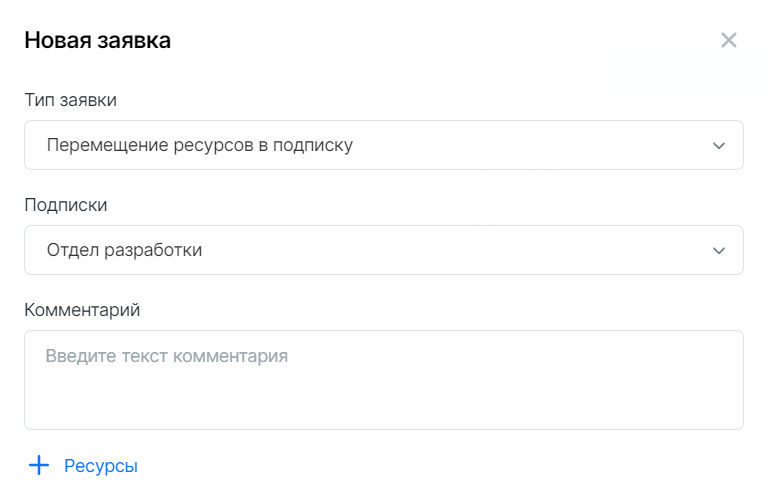 Новая заявка
Тип заявки
Перемещение ресурсов в подписку
Подписки
Отдел разработки
Комментарий
Введите текст комментария
Ресурсы